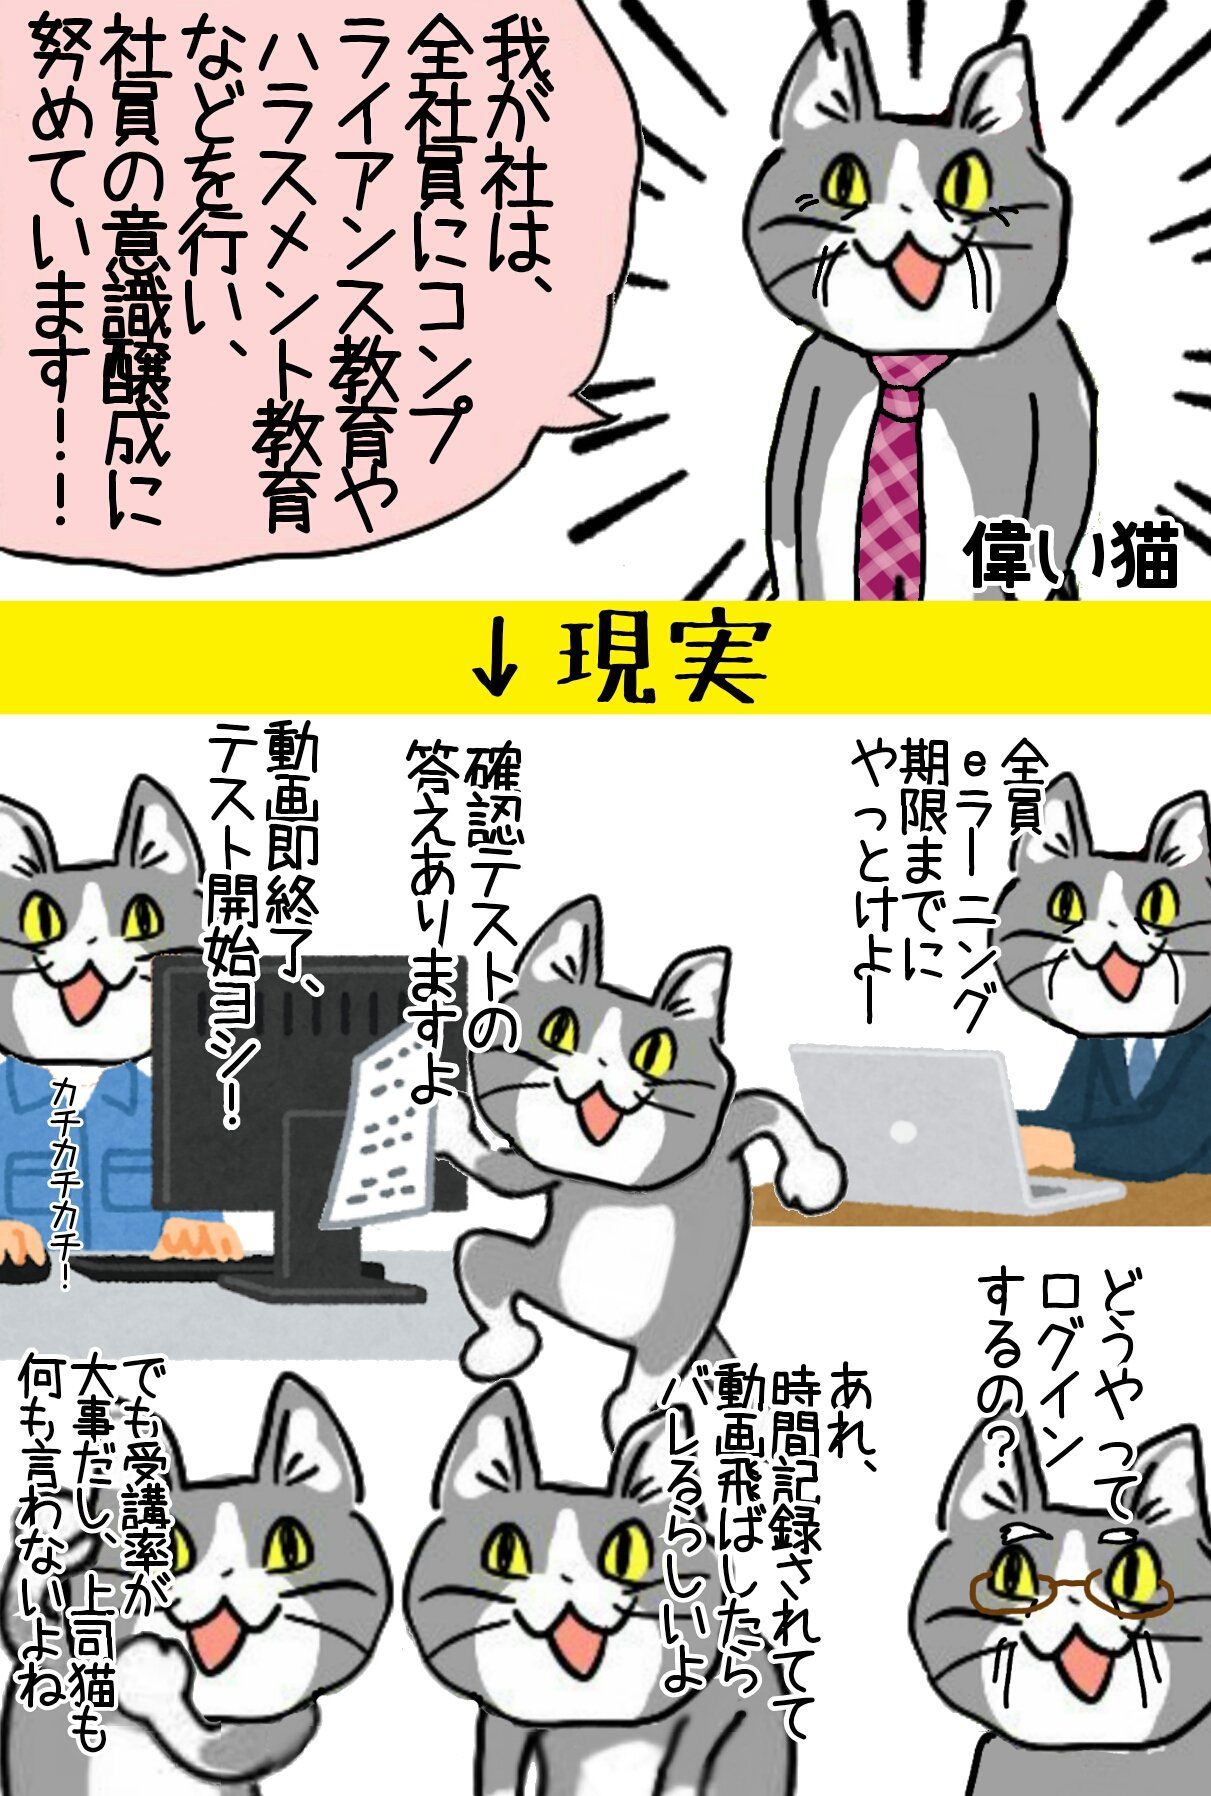 我が社は、
全社員にコンプ
ライアンス教育や
ハラスメント教育
などを行い、
社員の意識醸成に
努めています！！
偉い猫
↓現実
全員
eラーニング
期限までに
やっとけよー
確認テストの
答えありますよ
動画即終了、
テスト開始ヨシ！
カチカチカチカチ！
どうやって
ログイン
するの？
あれ、
時間記録されてて
動画飛ばしたら
バレるらしいよ
でも受講率が
大事だし、上司猫も
何も言わないよね